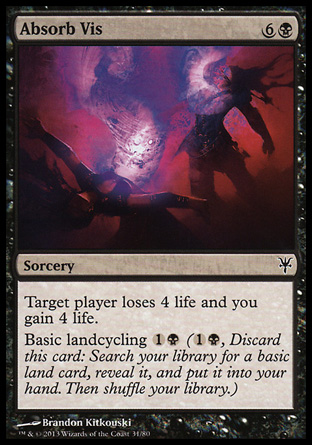 Absorb Vis 6
Sorcery
Target player loses 4 life and you
gain 4 life.
Basic landcycling 1 (1, Discard
this card: Search your library for a basic
land card, reveal it, and put it into your
hand. Then shuffle your library.)
Brandon Kitkouski
™ & © 2013 Wizards of the Coast 31/80